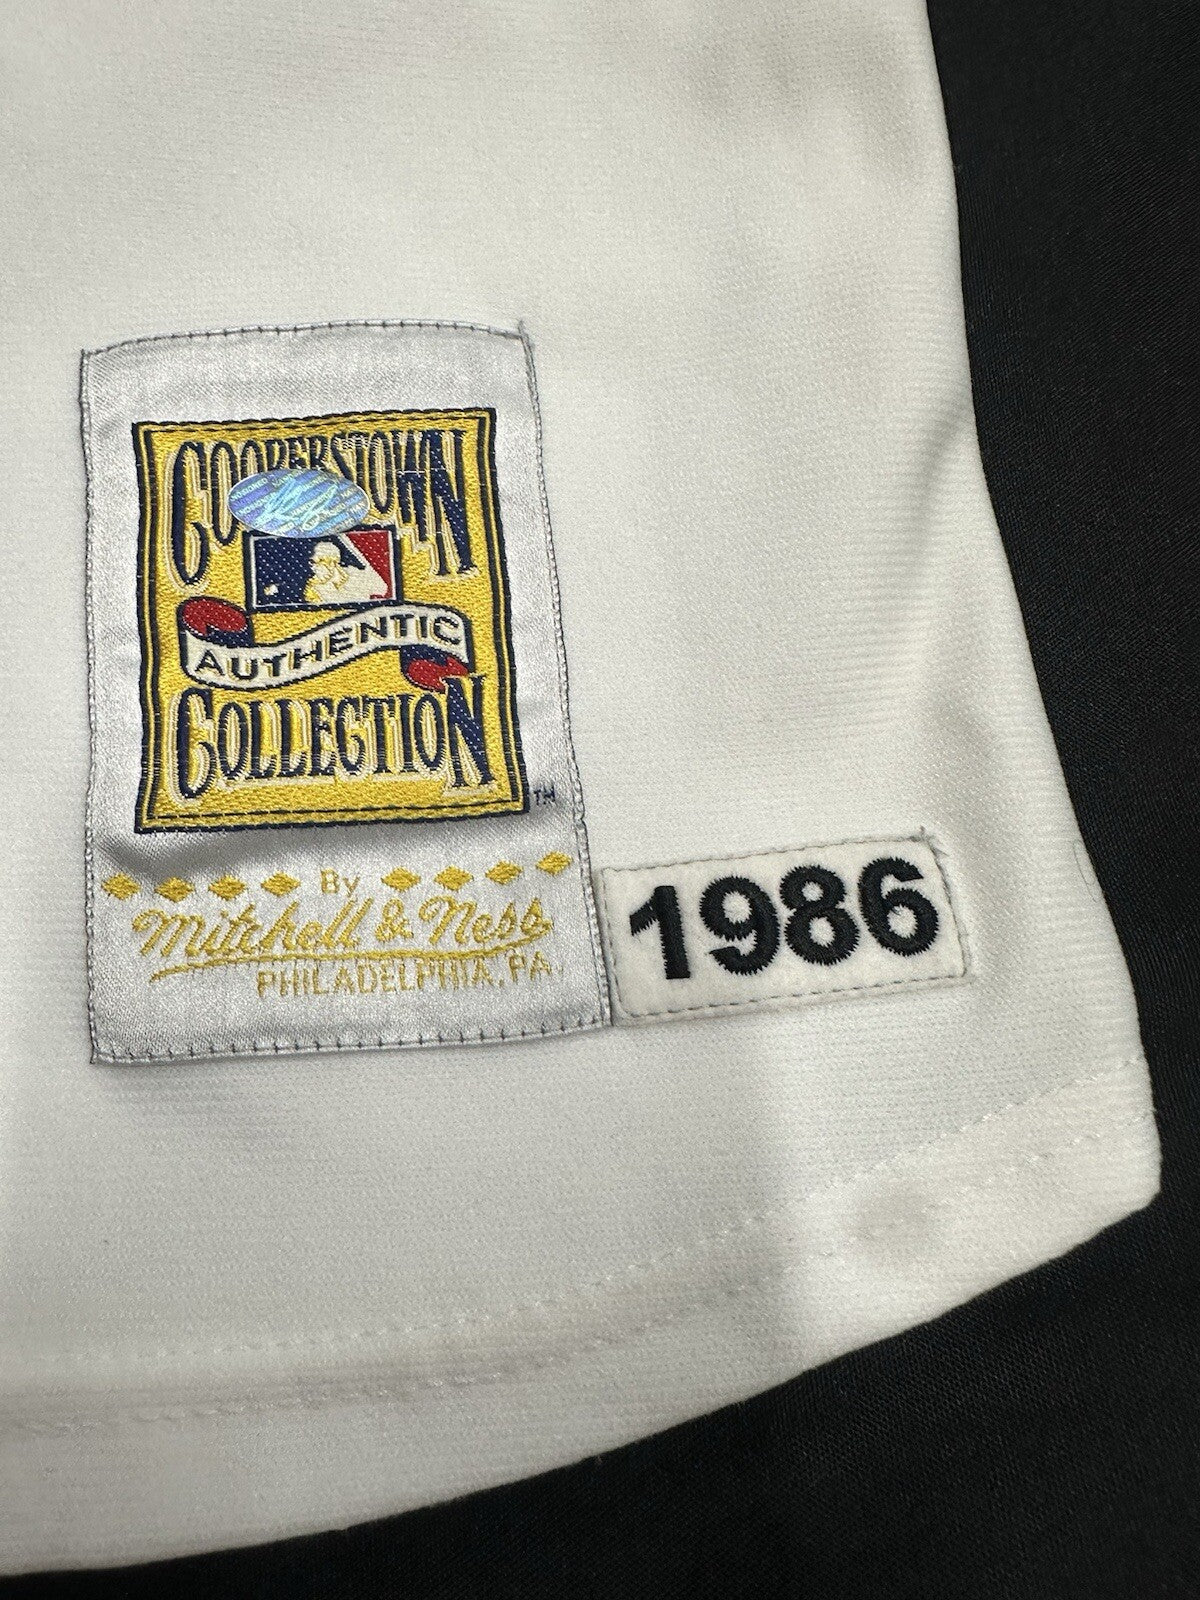 COOPERSTOWN
AUTHENTIC
COLLECTION
TM
By
Mitchell & Ness
PHILADELPHIA, PA.
1986